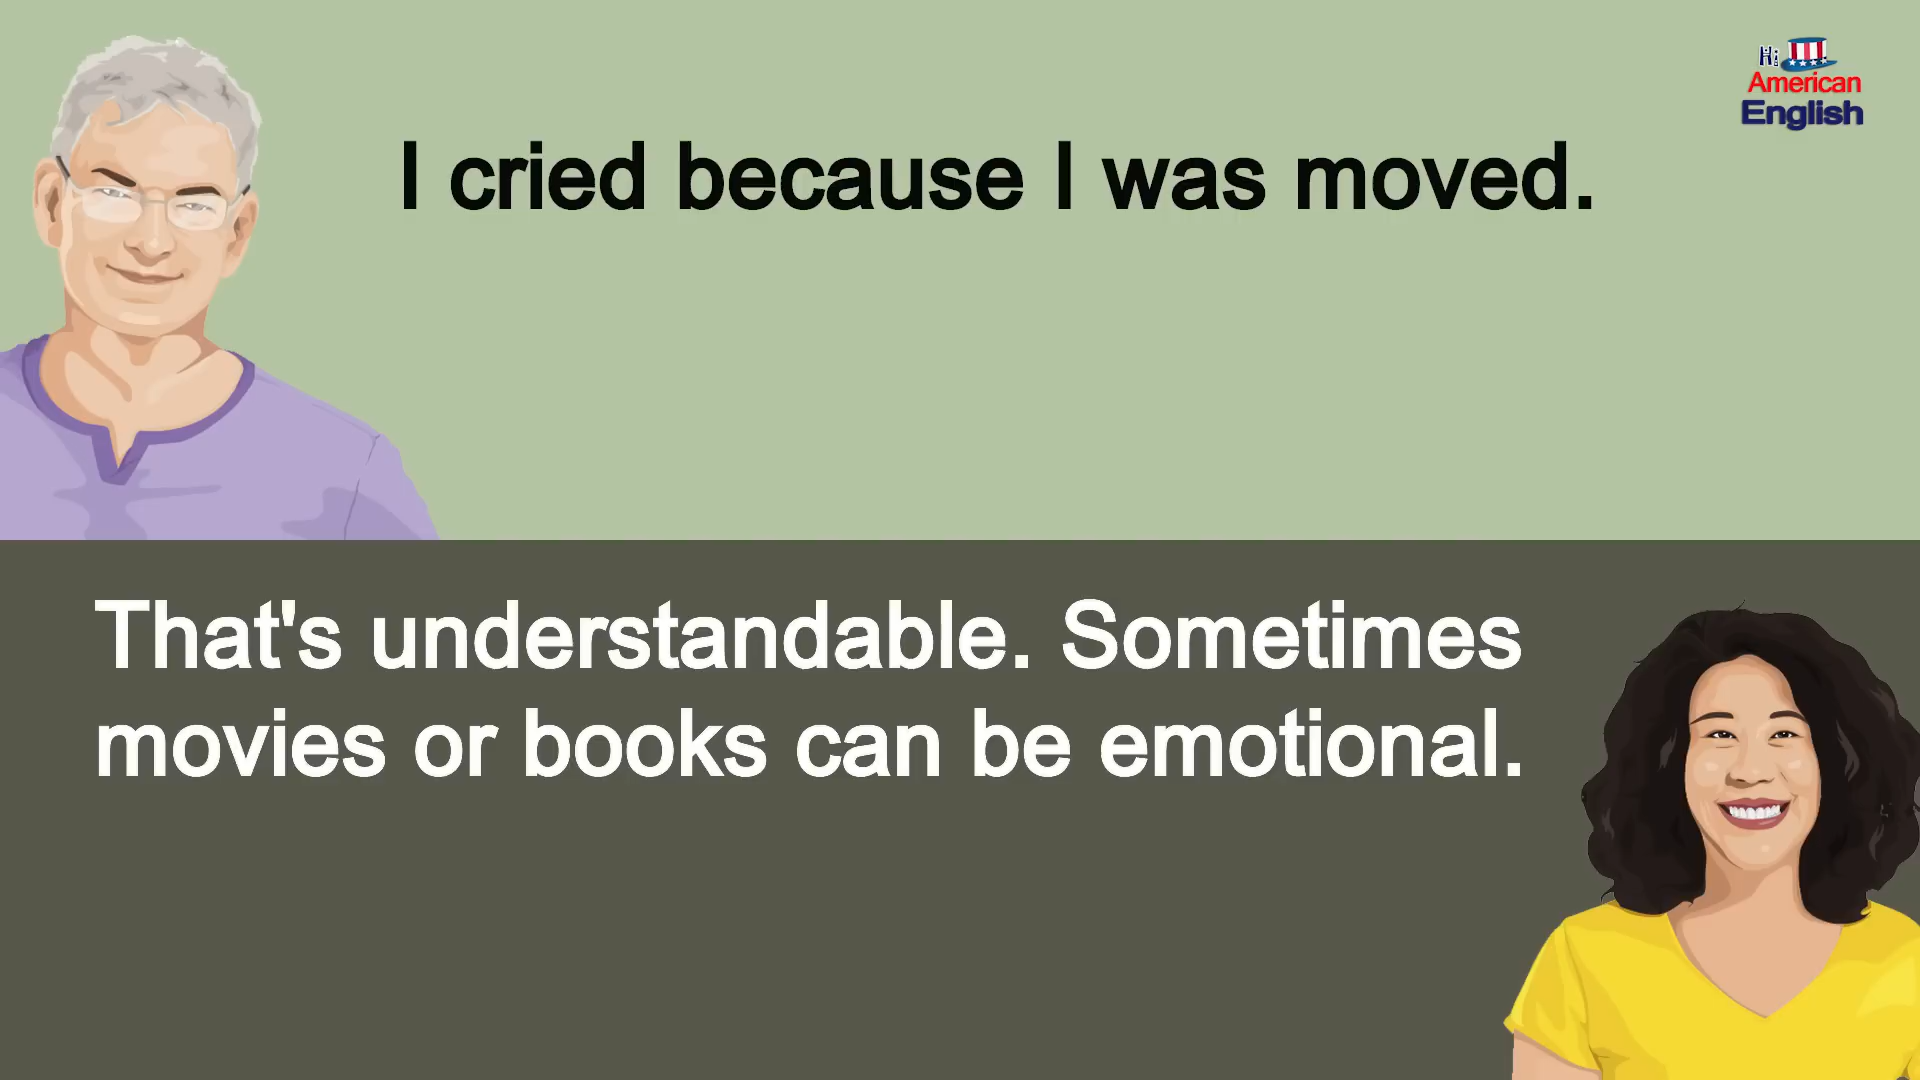 Hi
American
English
I cried because I was moved.
That's understandable. Sometimes
movies or books can be emotional.